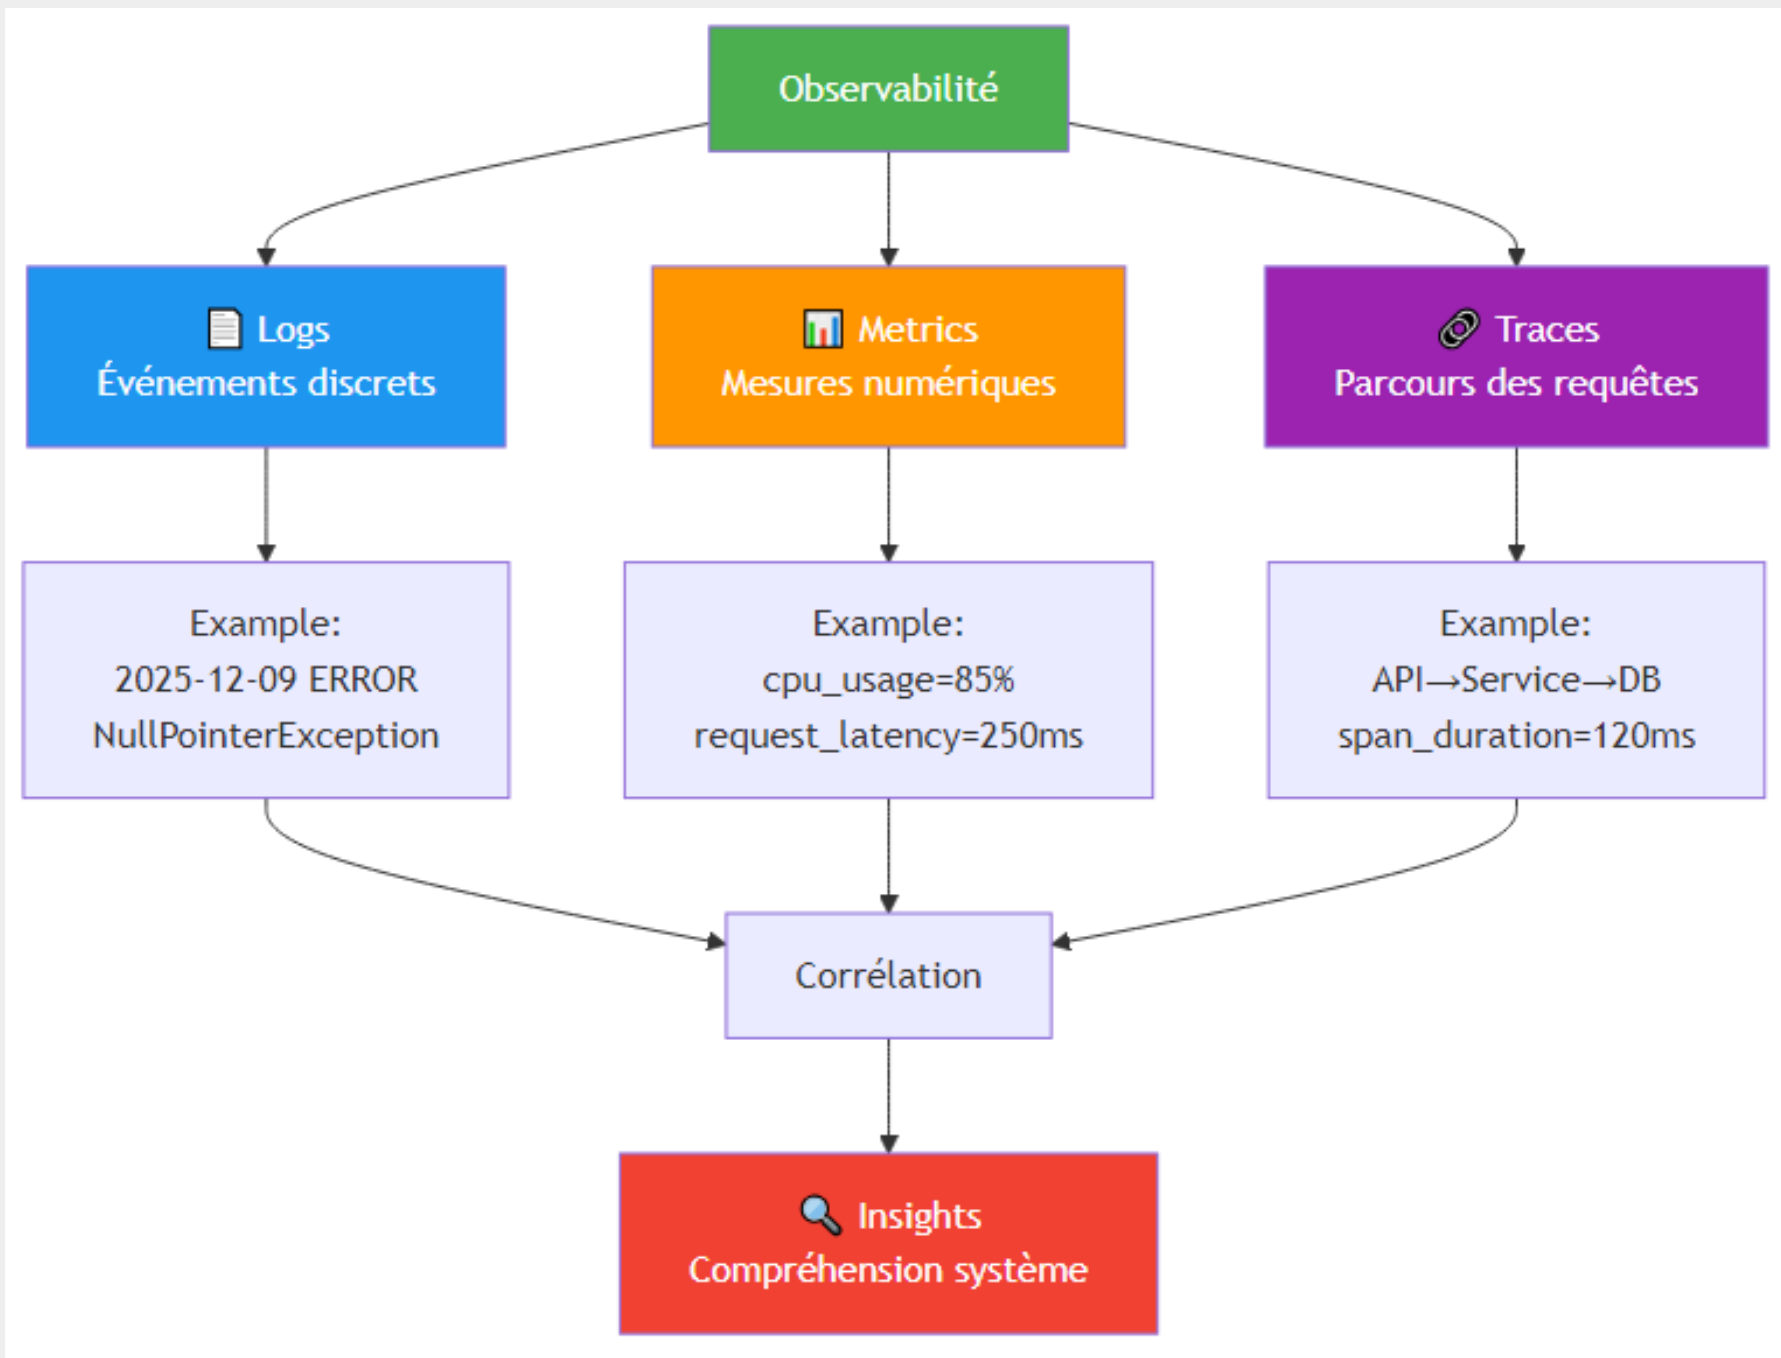 Observabilité
Logs
Événements discrets
Metrics
Mesures numériques
Traces
Parcours des requêtes
Example:
2025-12-09 ERROR
NullPointerException
Example:
cpu_usage=85%
request_latency=250ms
Example:
API→Service→DB
span_duration=120ms
Corrélation
Insights
Compréhension système